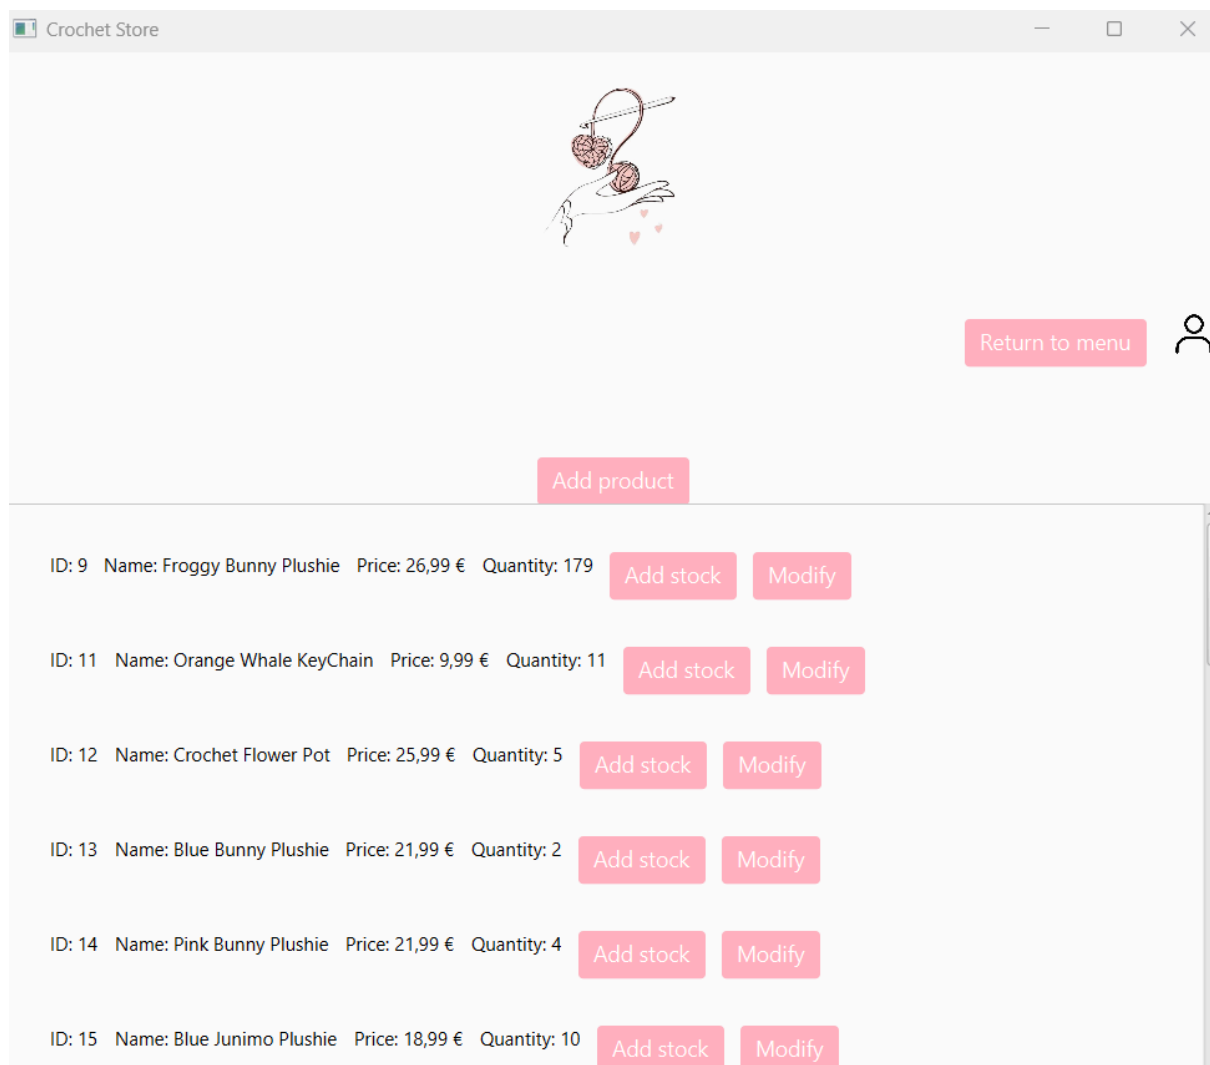 Crochet Store
Return to menu
Add product
ID: 9 Name: Froggy Bunny Plushie Price: 26,99 € Quantity: 179 Add stock Modify
ID: 11 Name: Orange Whale KeyChain Price: 9,99 € Quantity: 11 Add stock Modify
ID: 12 Name: Crochet Flower Pot Price: 25,99 € Quantity: 5 Add stock Modify
ID: 13 Name: Blue Bunny Plushie Price: 21,99 € Quantity: 2 Add stock Modify
ID: 14 Name: Pink Bunny Plushie Price: 21,99 € Quantity: 4 Add stock Modify
ID: 15 Name: Blue Junimo Plushie Price: 18,99 € Quantity: 10 Add stock Modify